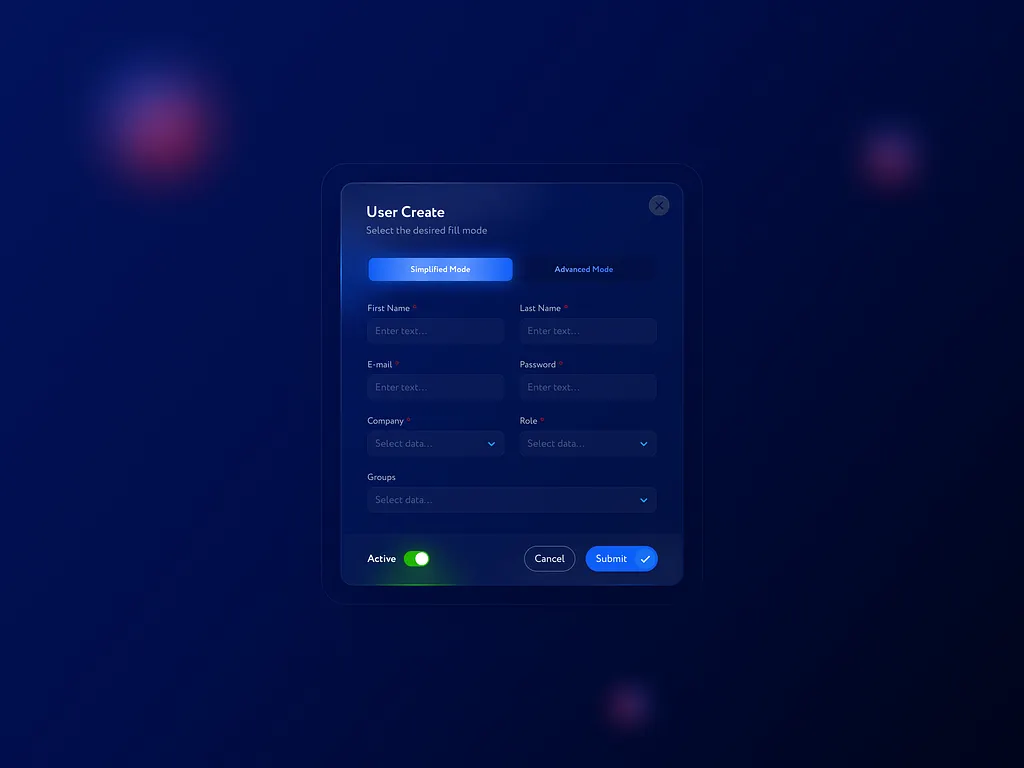 User Create
Select the desired fill mode
Simplified Mode Advanced Mode
First Name * Last Name *
Enter text... Enter text...
E-mail * Password *
Enter text... Enter text...
Company * Role *
Select data... Select data...
Groups
Select data...
Active Cancel Submit